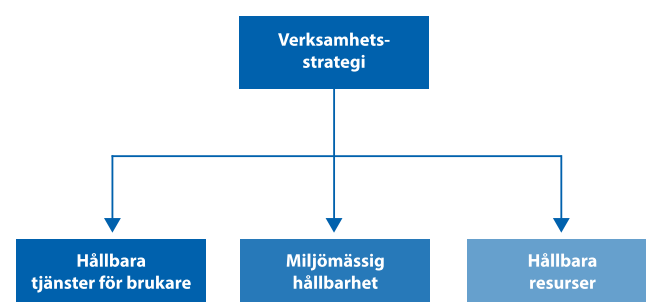 Verksamhets-
strategi
Hållbara
tjänster för brukare
Miljömässig
hållbarhet
Hållbara
resurser